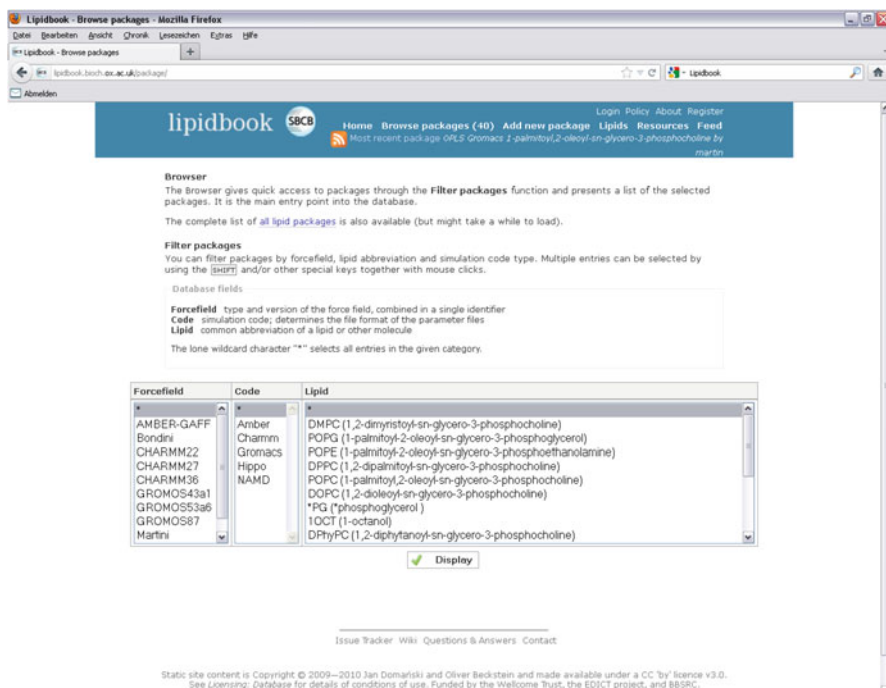 Lipidbook - Browse packages - Mozilla Firefox
Datei Bearbeiten Ansicht Chronik Lesezeichen Extras Hilfe
Lipidbook - Browse packages +
lipidbook.bioch.ox.ac.uk/package/ Lipidbook
Abmelden
Login Policy About Register
lipidbook SBCB
Home Browse packages (40) Add new package Lipids Resources Feed
Most recent package OPLS Gromacs 1-palmitoyl,2-oleoyl-sn-glycero-3-phosphocholine by
martin
Browser
The Browser gives quick access to packages through the Filter packages function and presents a list of the selected
packages. It is the main entry point into the database.
The complete list of all lipid packages is also available (but might take a while to load).
Filter packages
You can filter packages by forcefield, lipid abbreviation and simulation code type. Multiple entries can be selected by
using the SHIFT and/or other special keys together with mouse clicks.
Database fields
Forcefield type and version of the force field, combined in a single identifier
Code simulation code; determines the file format of the parameter files
Lipid common abbreviation of a lipid or other molecule
The lone wildcard character "*" selects all entries in the given category.
Forcefield Code Lipid
* * *
AMBER-GAFF Amber DMPC (1,2-dimyristoyl-sn-glycero-3-phosphocholine)
Bondini Charmm POPG (1-palmitoyl-2-oleoyl-sn-glycero-3-phosphoglycerol)
CHARMM22 Gromacs POPE (1-palmitoyl-2-oleoyl-sn-glycero-3-phosphoethanolamine)
CHARMM27 Hippo DPPC (1,2-dipalmitoyl-sn-glycero-3-phosphocholine)
CHARMM36 NAMD POPC (1-palmitoyl,2-oleoyl-sn-glycero-3-phosphocholine)
GROMOS43a1 DOPC (1,2-dioleoyl-sn-glycero-3-phosphocholine)
GROMOS53a6 *PG (*phosphoglycerol )
GROMOS87 1OCT (1-octanol)
Martini DPhyPC (1,2-diphytanoyl-sn-glycero-3-phosphocholine)
Display
Issue Tracker Wiki Questions & Answers Contact
Static site content is Copyright © 2009—2010 Jan Domański and Oliver Beckstein and made available under a CC 'by' licence v3.0.
See Licensing: Database for details of conditions of use. Funded by the Wellcome Trust, the EDICT project, and BBSRC.